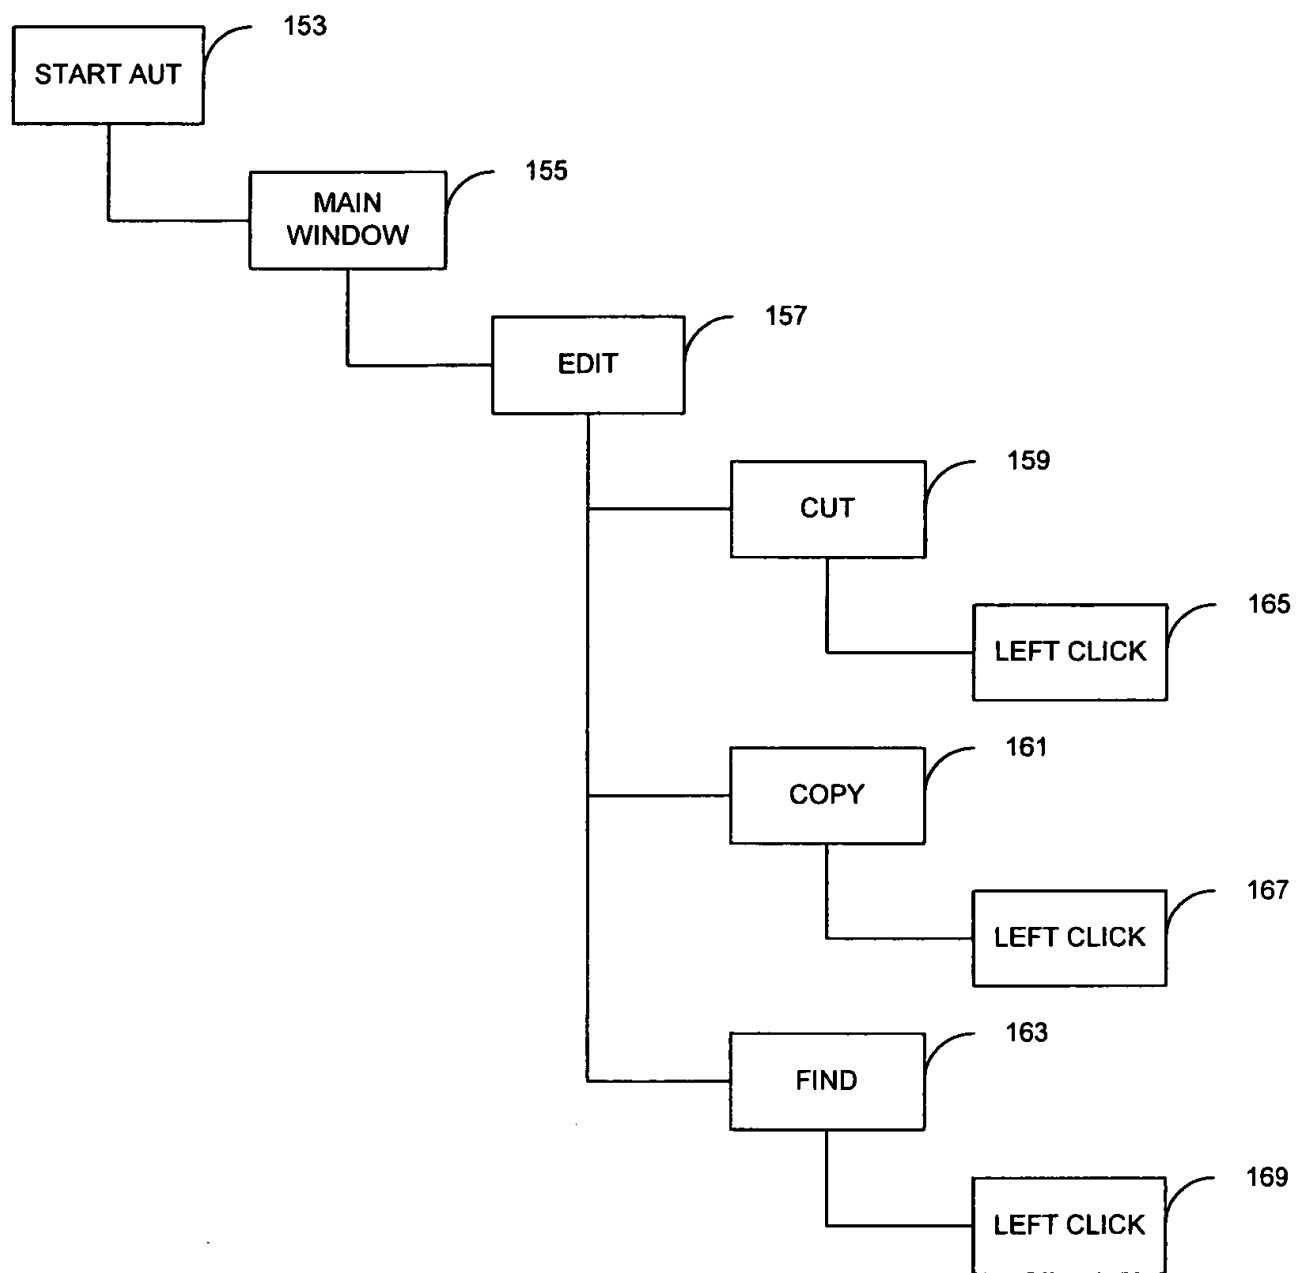 153
START AUT
155
MAIN
WINDOW
157
EDIT
159
CUT
165
LEFT CLICK
161
COPY
167
LEFT CLICK
163
FIND
169
LEFT CLICK